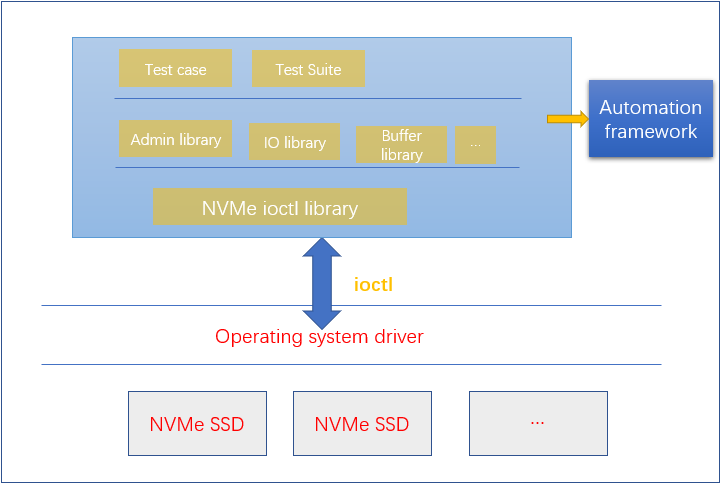 Test case
Test Suite
Automation
framework
Admin library
IO library
Buffer
library
...
NVMe ioctl library
ioctl
Operating system driver
NVMe SSD
NVMe SSD
...